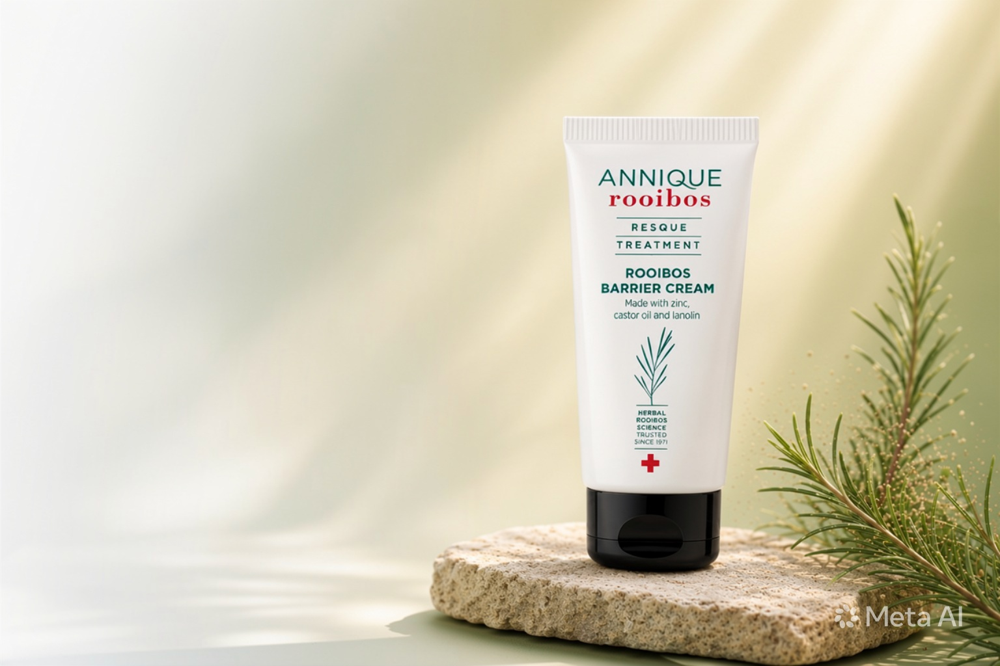 ANNIQUE
rooibos
RESQUE
TREATMENT
ROOIBOS
BARRIER CREAM
Made with zinc,
castor oil and lanolin
HERBAL
ROOIBOS
SCIENCE
TRUSTED
SINCE 1971
Meta AI